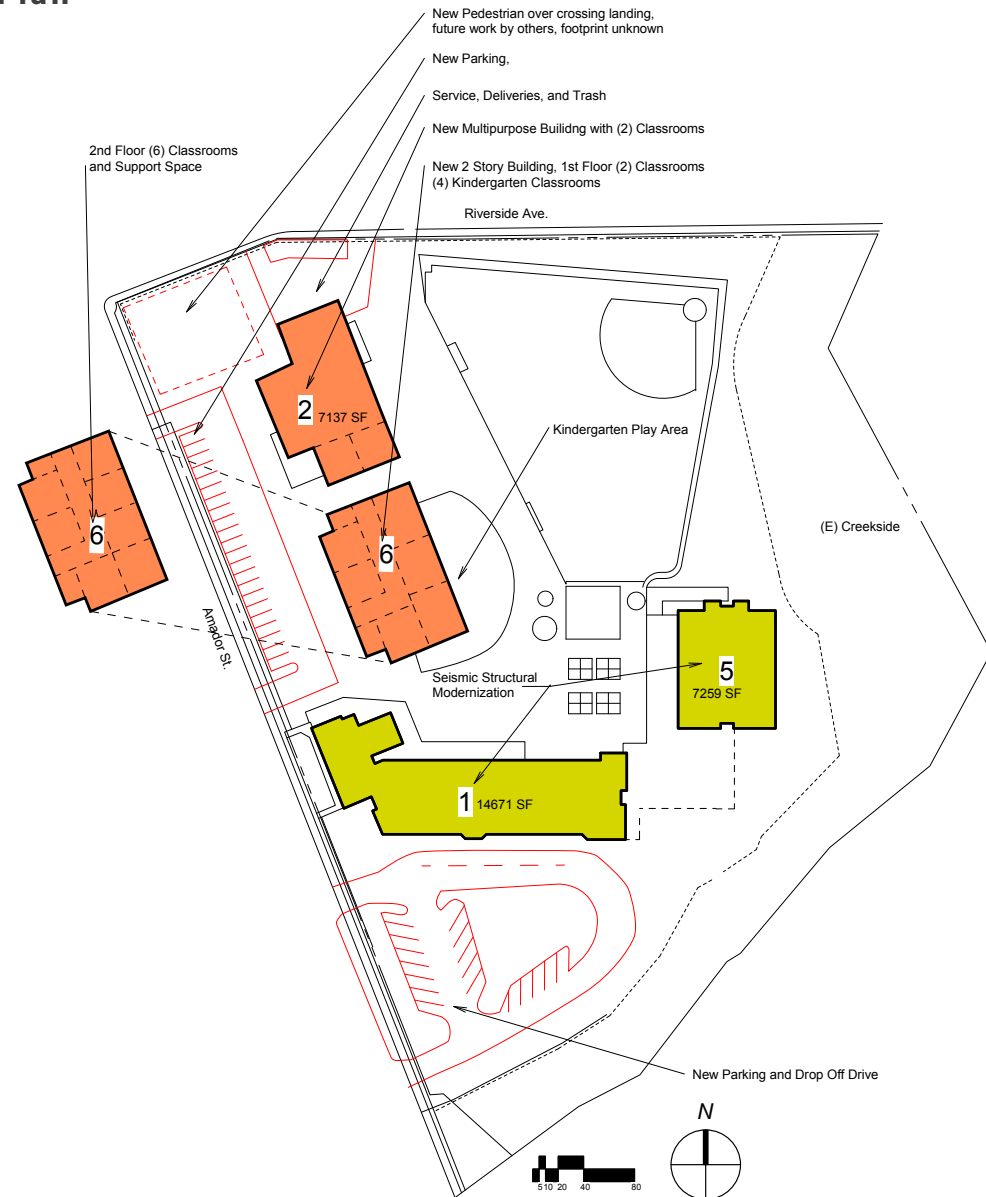 New Pedestrian over crossing landing,
future work by others, footprint unknown
New Parking,
Service, Deliveries, and Trash
New Multipurpose Builidng with (2) Classrooms
2nd Floor (6) Classrooms
and Support Space
New 2 Story Building, 1st Floor (2) Classrooms
(4) Kindergarten Classrooms
Riverside Ave.
2 7137 SF
Kindergarten Play Area
(E) Creekside
6
6
Amador St.
Seismic Structural
Modernization
5
7259 SF
1 14671 SF
New Parking and Drop Off Drive
N
5 10 20 40 80